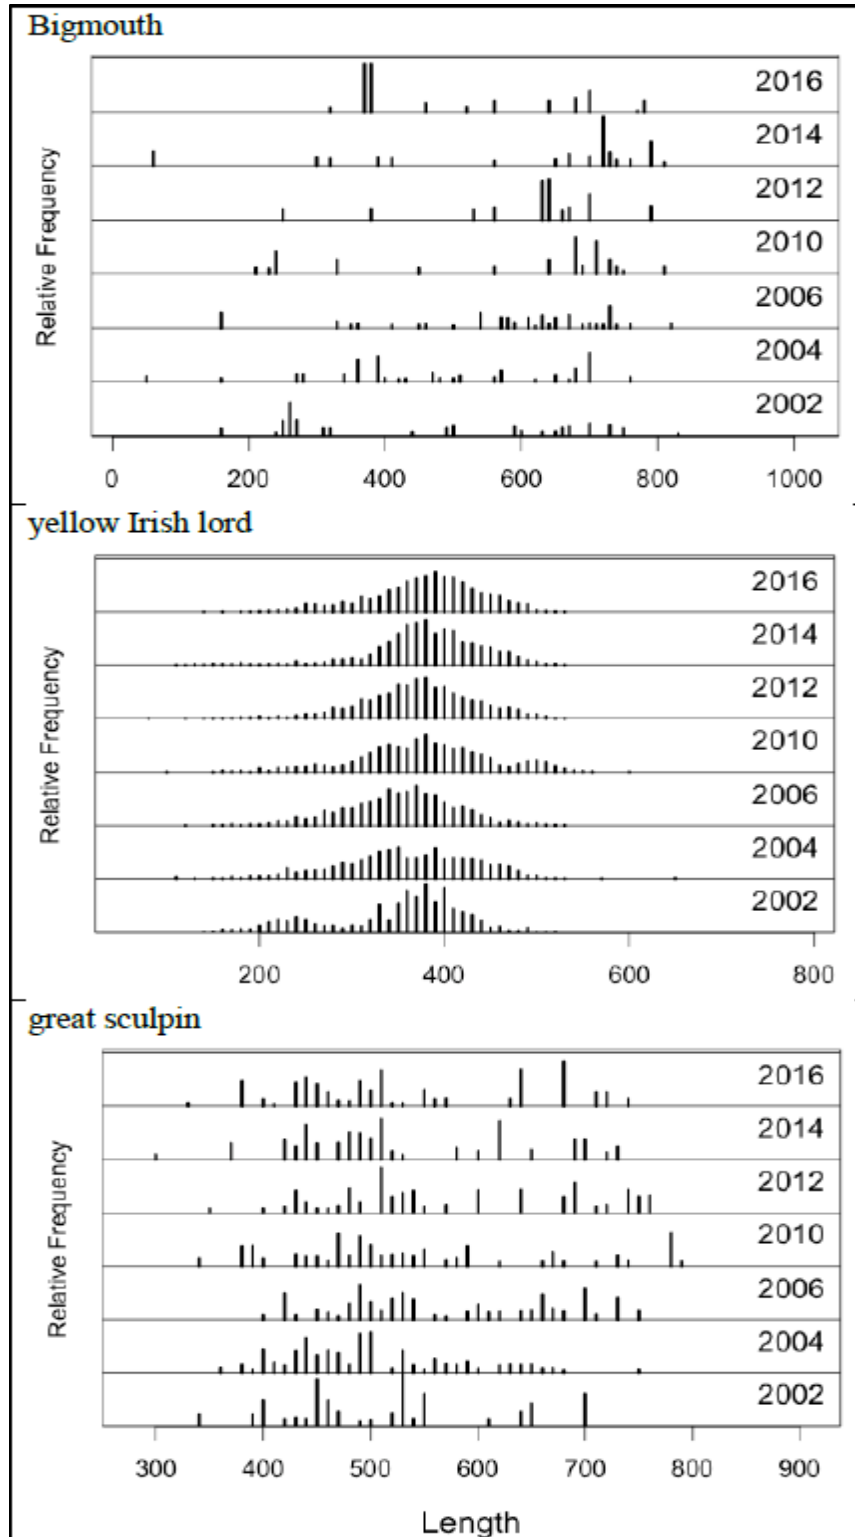 Bigmouth
Relative Frequency
2016
2014
2012
2010
2006
2004
2002
0 200 400 600 800 1000
yellow Irish lord
Relative Frequency
2016
2014
2012
2010
2006
2004
2002
200 400 600 800
great sculpin
Relative Frequency
2016
2014
2012
2010
2006
2004
2002
300 400 500 600 700 800 900
Length